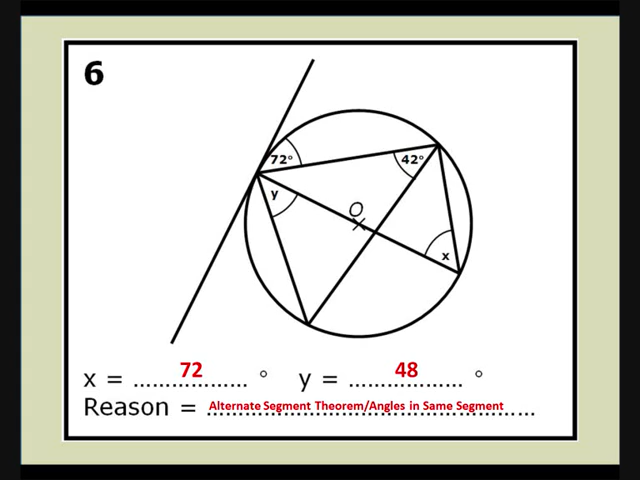 6
72°
42°
y
O
x
x = 72 ° y = 48 °
Reason = Alternate Segment Theorem/Angles in Same Segment